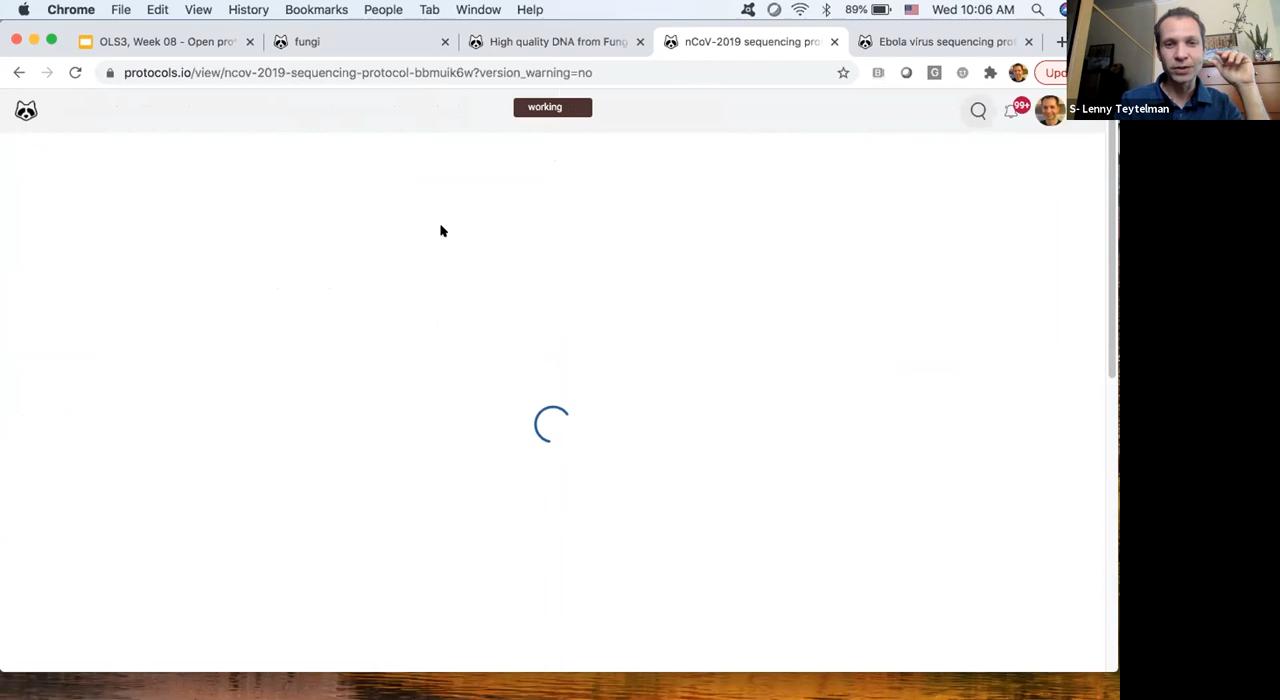 Chrome File Edit View History Bookmarks People Tab Window Help 89% Wed 10:06 AM
OLS3, Week 08 - Open pro fungi High quality DNA from Fung nCoV-2019 sequencing pro Ebola virus sequencing pro
protocols.io/view/ncov-2019-sequencing-protocol-bbmuik6w?version_warning=no G Upd
working 99+
S- Lenny Teytelman